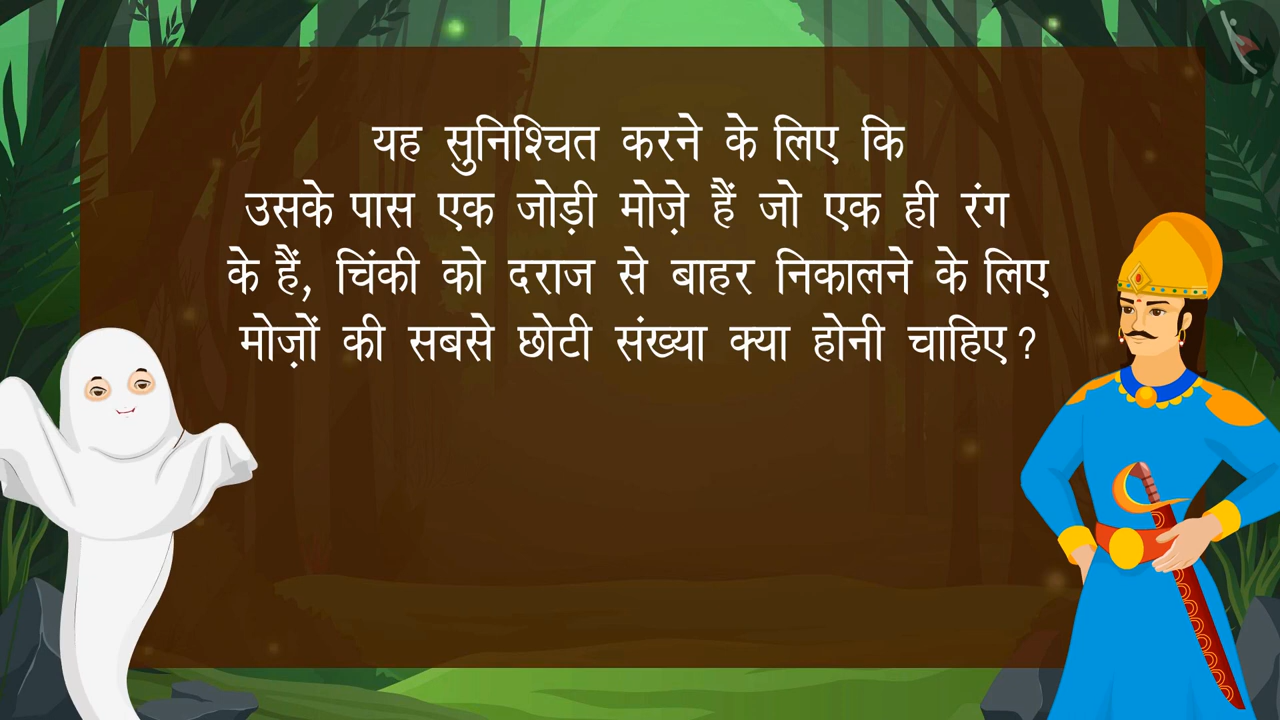 यह सुनिश्चित करने के लिए कि
उसके पास एक जोड़ी मोज़े हैं जो एक ही रंग
के हैं, चिंकी को दराज से बाहर निकालने के लिए
मोज़ों की सबसे छोटी संख्या क्या होनी चाहिए ?